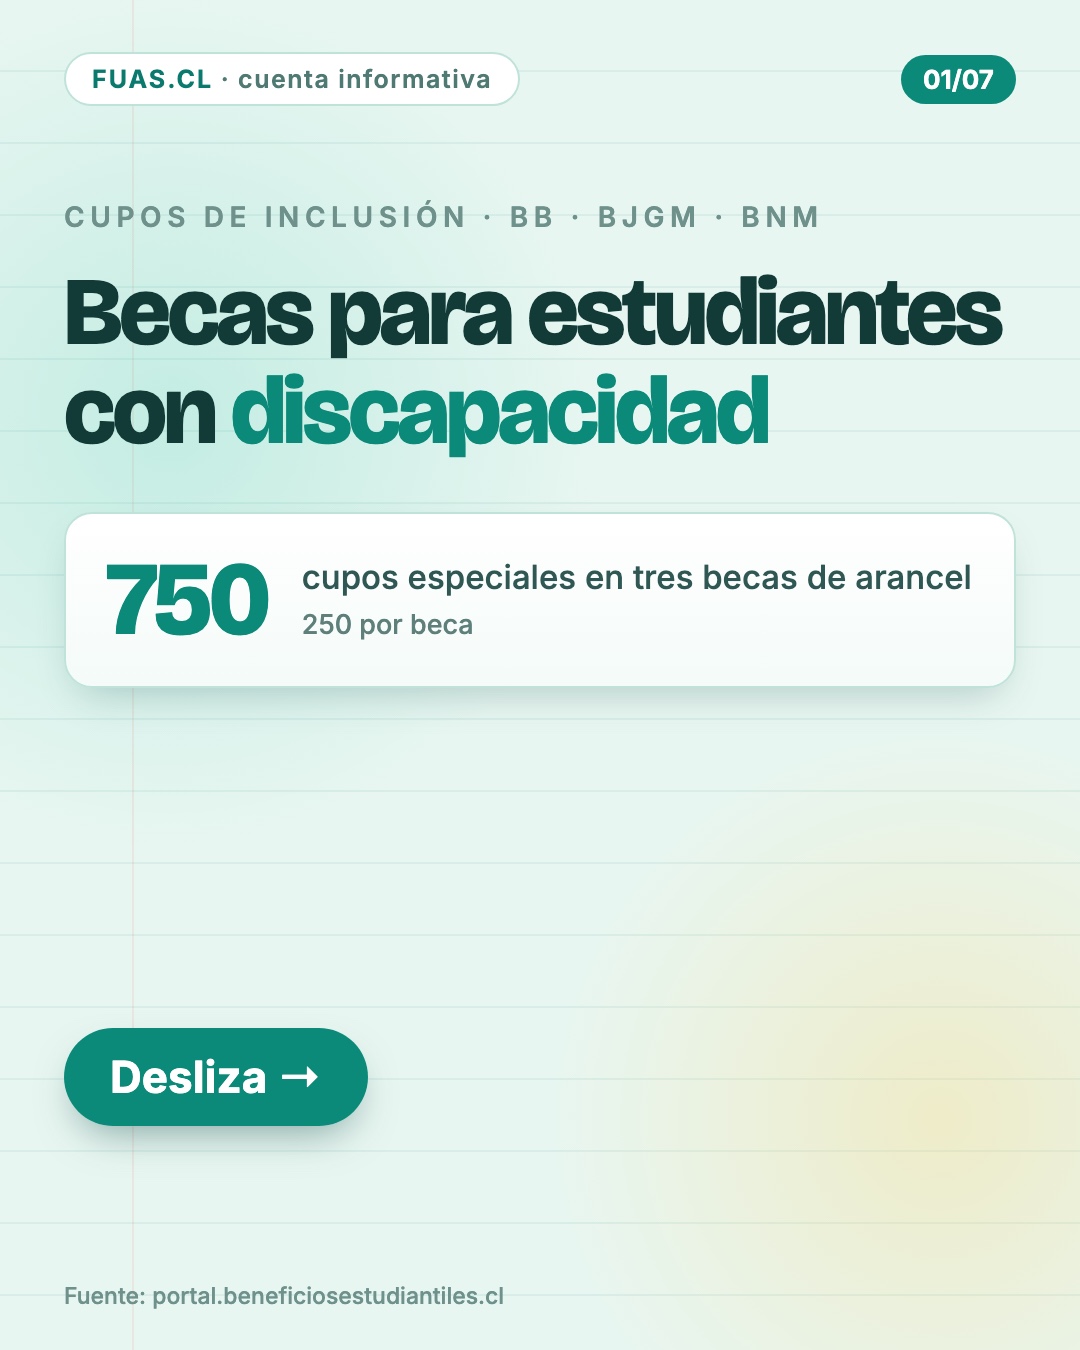 FUAS.CL · cuenta informativa
01/07
CUPOS DE INCLUSIÓN · BB · BJGM · BNM
Becas para estudiantes
con discapacidad
750
cupos especiales en tres becas de arancel
250 por beca
Desliza →
Fuente: portal.beneficiosestudiantiles.cl